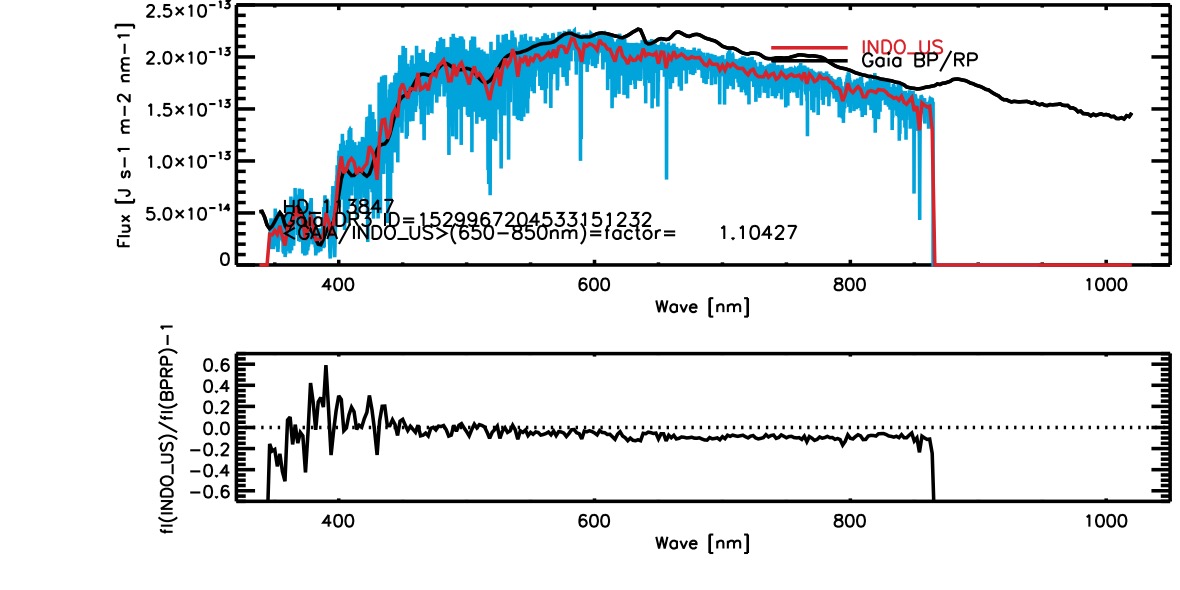 2.5×10⁻¹³
2.0×10⁻¹³
1.5×10⁻¹³
1.0×10⁻¹³
5.0×10⁻¹⁴
0
Flux [J s-1 m-2 nm-1]
INDO_US
Gaia BP/RP
HD_113847
Gaia DR3 ID=1529967204533151232
<GAIA/INDO_US>(650-850nm)=factor= 1.10427
400 600 800 1000
Wave [nm]
fl(INDO_US)/fl(BPRP)-1
0.6
0.4
0.2
0.0
-0.2
-0.4
-0.6
400 600 800 1000
Wave [nm]